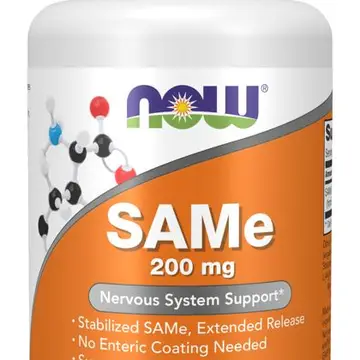 now®
SAMe
200 mg
Nervous System Support*
• Stabilized SAMe, Extended Release
• No Enteric Coating Needed